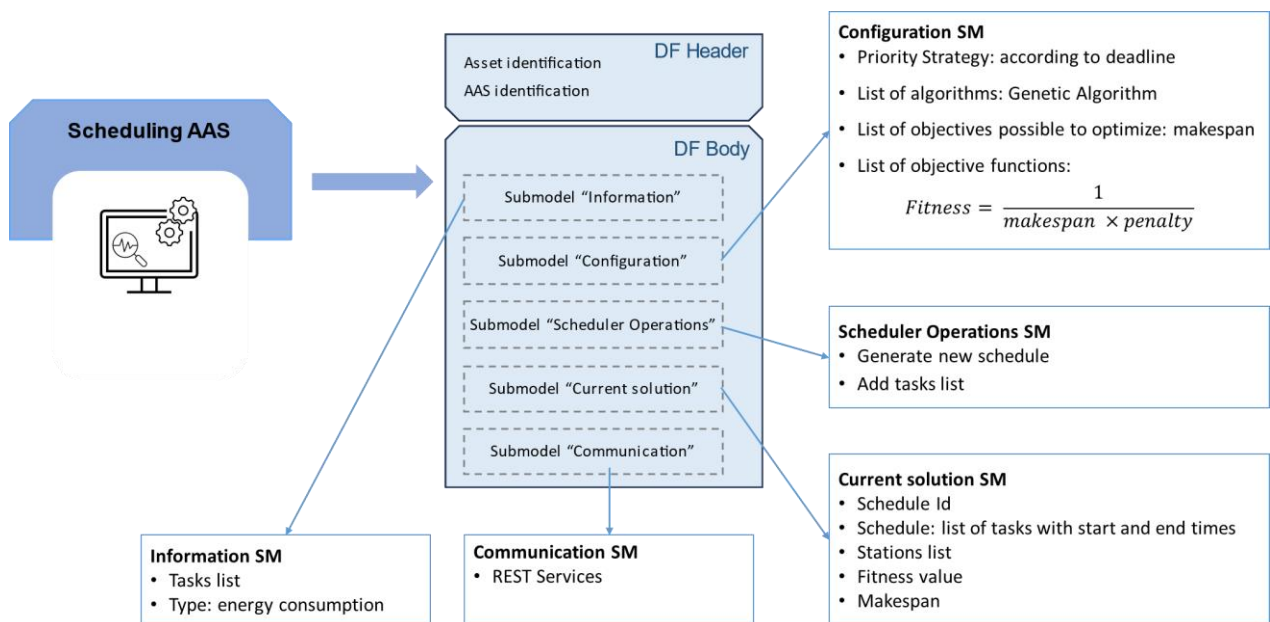 Scheduling AAS
DF Header
Asset identification
AAS identification
DF Body
Submodel “Information”
Submodel “Configuration”
Submodel “Scheduler Operations”
Submodel “Current solution”
Submodel “Communication”
Configuration SM
• Priority Strategy: according to deadline
• List of algorithms: Genetic Algorithm
• List of objectives possible to optimize: makespan
• List of objective functions:
Fitness = 1 / makespan × penalty
Scheduler Operations SM
• Generate new schedule
• Add tasks list
Current solution SM
• Schedule Id
• Schedule: list of tasks with start and end times
• Stations list
• Fitness value
• Makespan
Information SM
• Tasks list
• Type: energy consumption
Communication SM
• REST Services